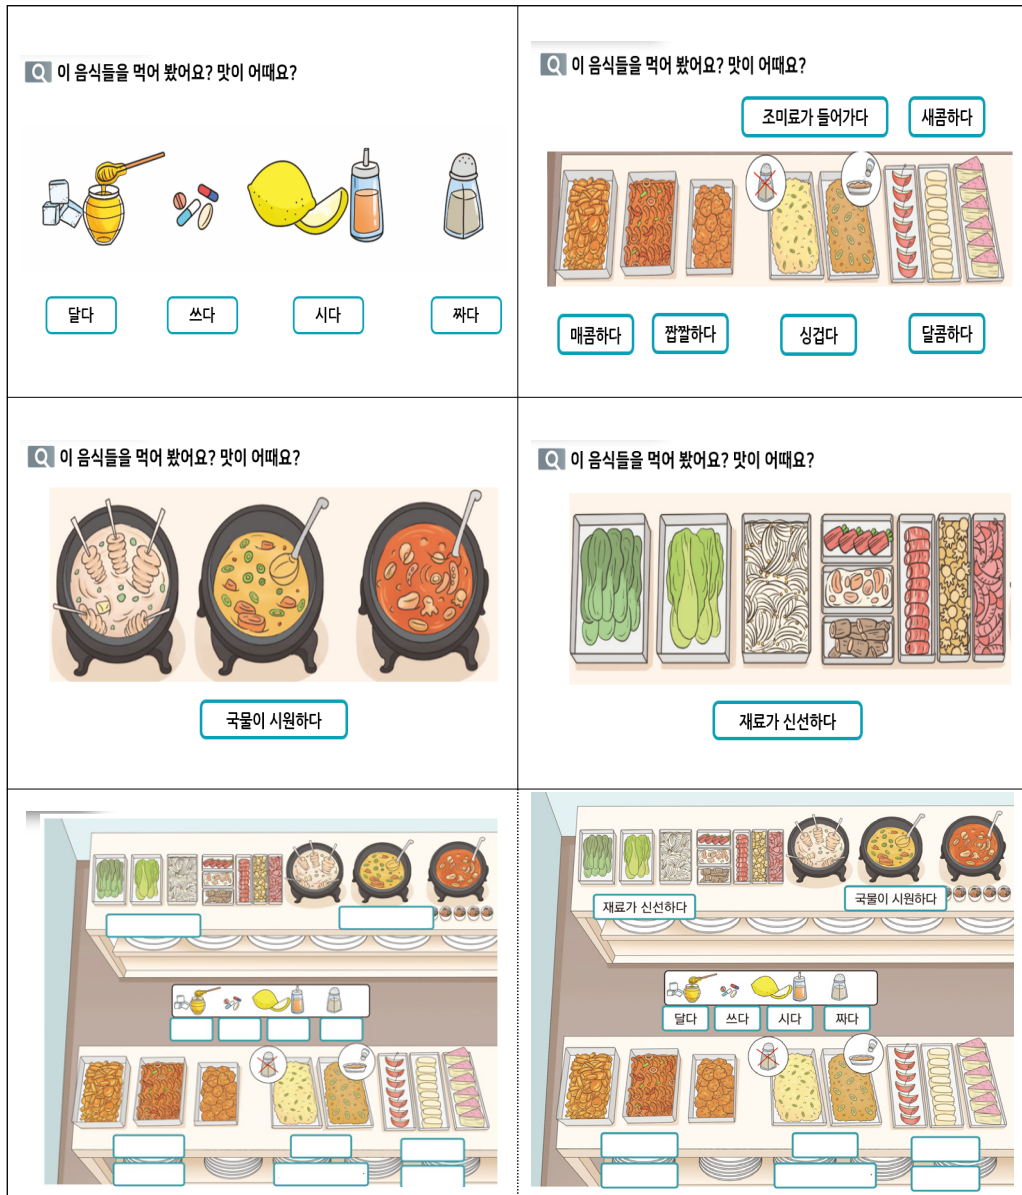 Q 이 음식들을 먹어 봤어요? 맛이 어때요?
달다 쓰다 시다 짜다
Q 이 음식들을 먹어 봤어요? 맛이 어때요?
조미료가 들어가다 새콤하다
매콤하다 짭짤하다 싱겁다 달콤하다
Q 이 음식들을 먹어 봤어요? 맛이 어때요?
국물이 시원하다
Q 이 음식들을 먹어 봤어요? 맛이 어때요?
재료가 신선하다
재료가 신선하다 국물이 시원하다
달다 쓰다 시다 짜다